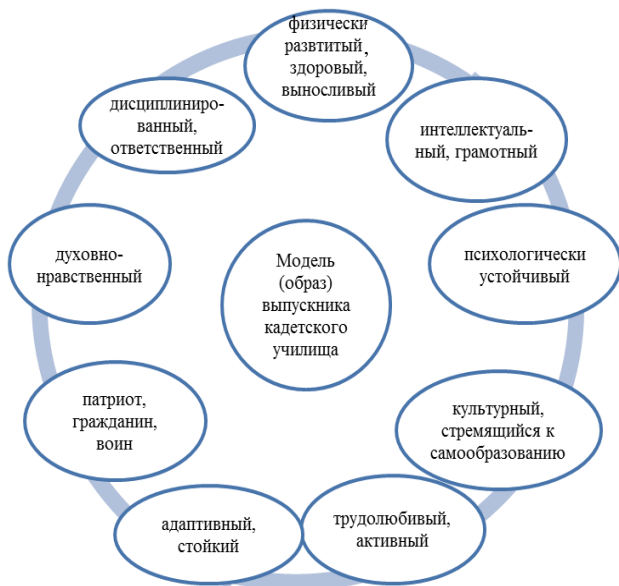 физически
развтитый,
здоровый,
выносливый
интеллектуаль-
ный, грамотный
психологически
устойчивый
культурный,
стремящийся к
самообразованию
трудолюбивый,
активный
адаптивный,
стойкий
патриот,
гражданин,
воин
духовно-
нравственный
дисциплиниро-
ванный,
ответственный
Модель
(образ)
выпускника
кадетского
училища